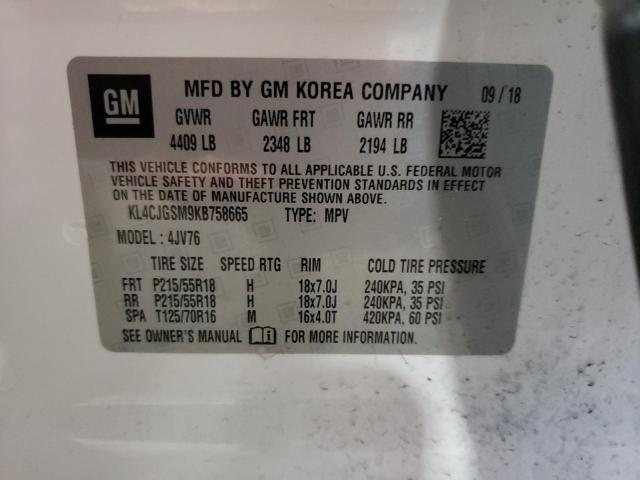 GM
MFD BY GM KOREA COMPANY 09 / 18
GVWR GAWR FRT GAWR RR
4409 LB 2348 LB 2194 LB
THIS VEHICLE CONFORMS TO ALL APPLICABLE U.S. FEDERAL MOTOR
VEHICLE SAFETY AND THEFT PREVENTION STANDARDS IN EFFECT
ON THE DATE OF MANUFACTURE SHOWN ABOVE.
KL4CJGSM9KB758665 TYPE: MPV
MODEL : 4JV76
TIRE SIZE SPEED RTG RIM COLD TIRE PRESSURE
FRT P215/55R18 H 18x7.0J 240KPA, 35 PSI
RR P215/55R18 H 18x7.0J 240KPA, 35 PSI
SPA T125/70R16 M 16x4.0T 420KPA, 60 PSI
SEE OWNER'S MANUAL FOR MORE INFORMATION.